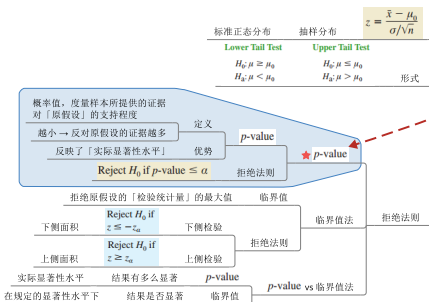 标准正态分布 抽样分布 z = (x̄ − μ₀) / (σ/√n)
Lower Tail Test Upper Tail Test
H₀: μ ≥ μ₀ H₀: μ ≤ μ₀
Hₐ: μ < μ₀ Hₐ: μ > μ₀ 形式
概率值，度量样本所提供的证据
对「原假设」的支持程度 定义
越小 → 反对原假设的证据越多
反映了「实际显著性水平」 优势
p-value
Reject H₀ if p-value ≤ α 拒绝法则
p-value
拒绝原假设的「检验统计量」的最大值 临界值
下侧面积 Reject H₀ if
z ≤ −zₐ 下侧检验
上侧面积 Reject H₀ if
z ≥ zₐ 上侧检验
拒绝法则
临界值法
拒绝法则
实际显著性水平 结果有多么显著 p-value
在规定的显著性水平下 结果是否显著 临界值
p-value vs 临界值法